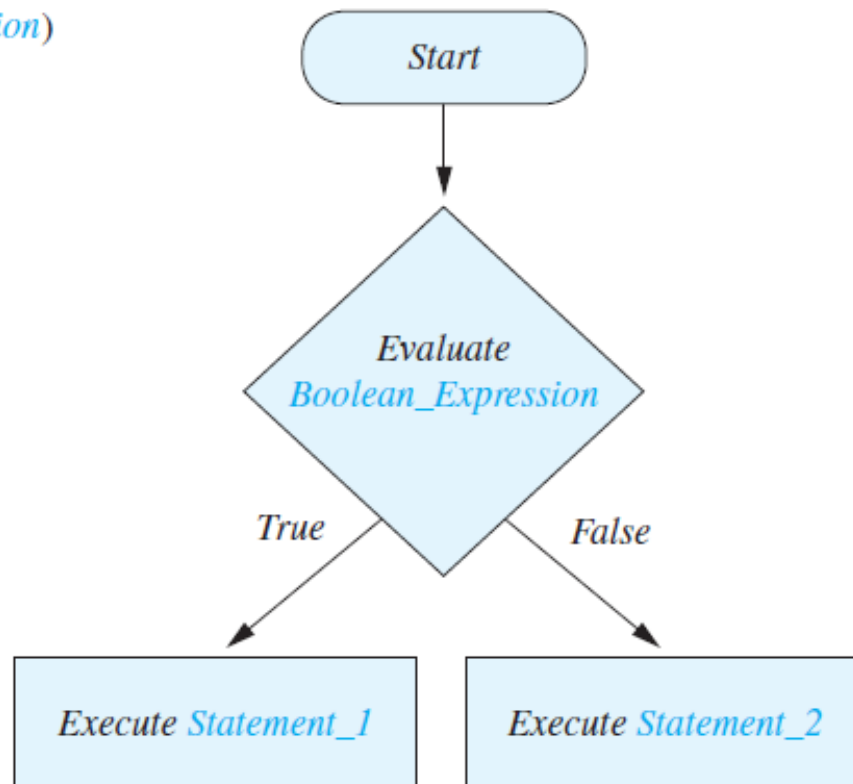 ion)
Start
Evaluate
Boolean_Expression
True
False
Execute Statement_1
Execute Statement_2